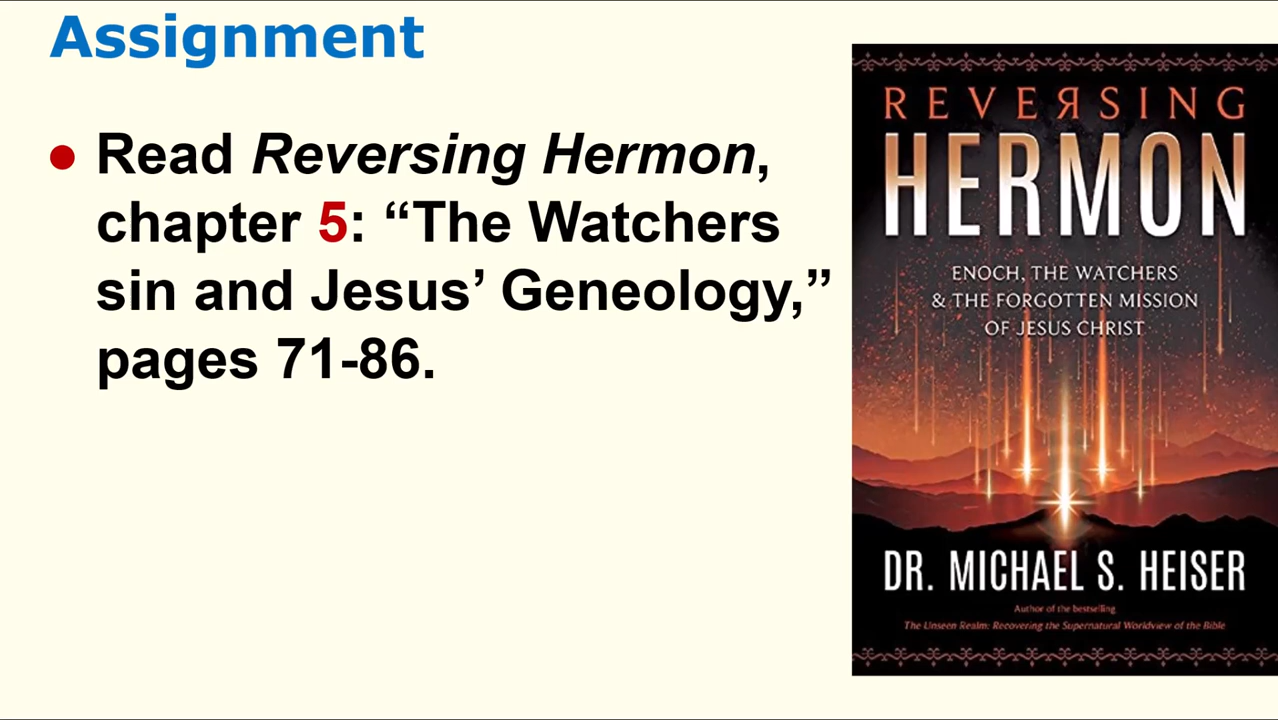 Assignment
● Read Reversing Hermon,
chapter 5: “The Watchers
sin and Jesus’ Geneology,”
pages 71-86.
REVERSING
HERMON
ENOCH, THE WATCHERS
& THE FORGOTTEN MISSION
OF JESUS CHRIST
DR. MICHAEL S. HEISER
Author of the bestselling
The Unseen Realm: Recovering the Supernatural Worldview of the Bible